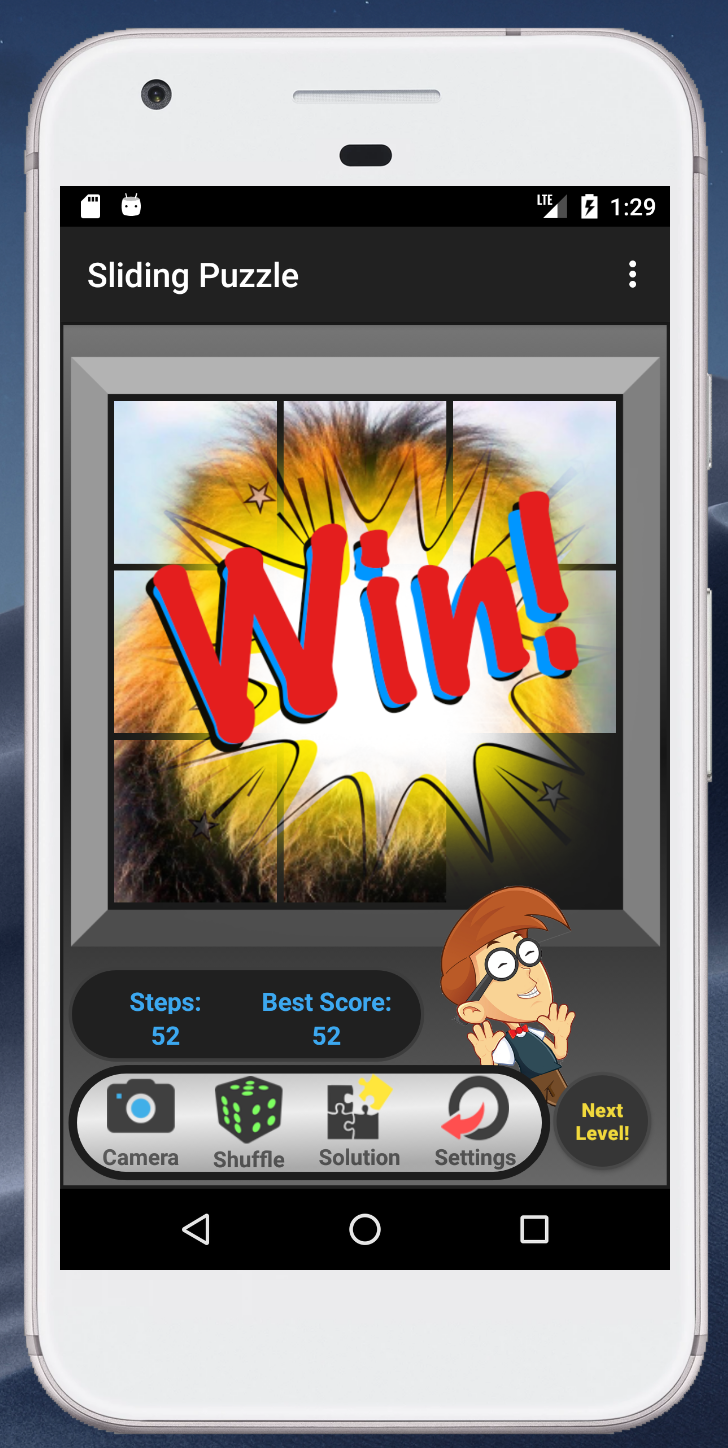 LTE
1:29
Sliding Puzzle
Win!
Steps:
52
Best Score:
52
Camera
Shuffle
Solution
Settings
Next
Level!